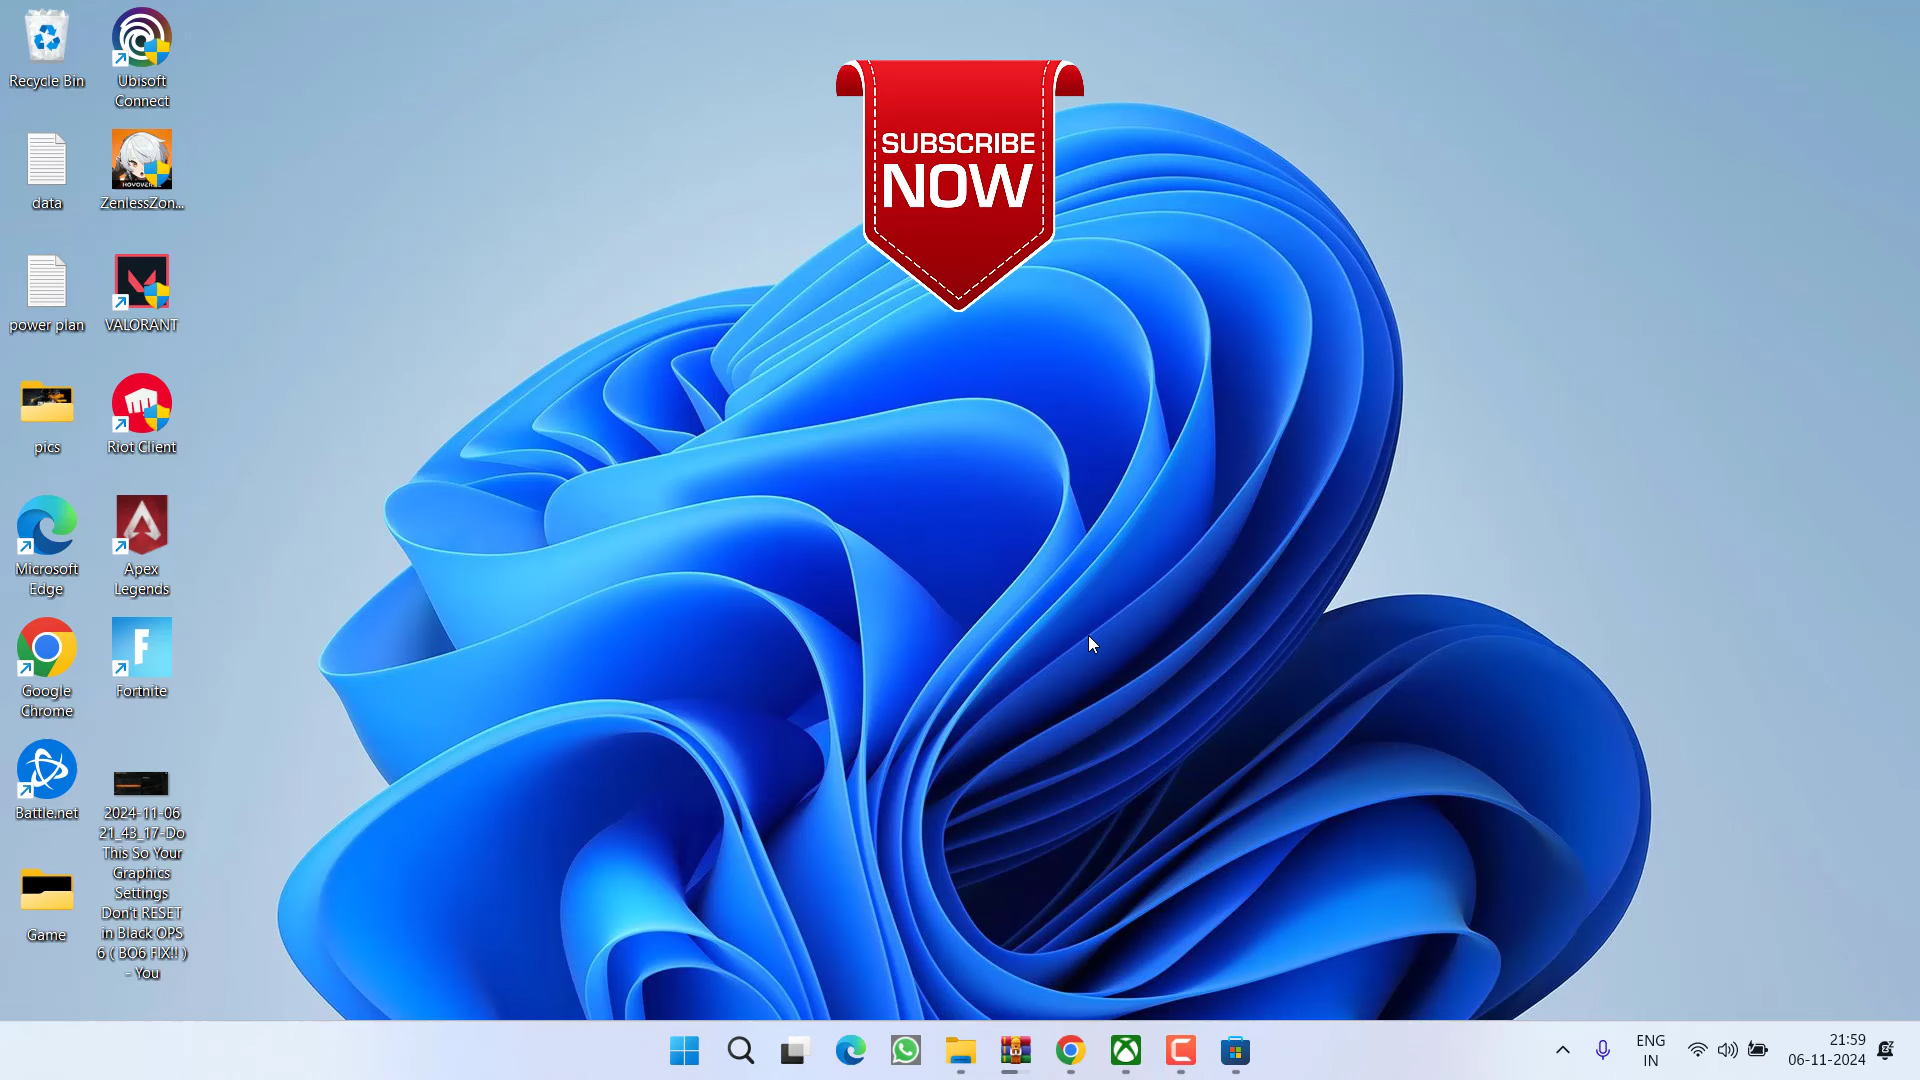 Recycle Bin
Ubisoft
Connect
data
ZenlessZon...
power plan
VALORANT
pics
Riot Client
Microsoft
Edge
Apex
Legends
Google
Chrome
Fortnite
Battle.net
2024-11-06
21_43_17-Do
This So Your
Graphics
Settings
Don't RESET
in Black OPS
6 ( BO6 FIX!! )
- You
Game
SUBSCRIBE
NOW
ENG
IN
21:59
06-11-2024